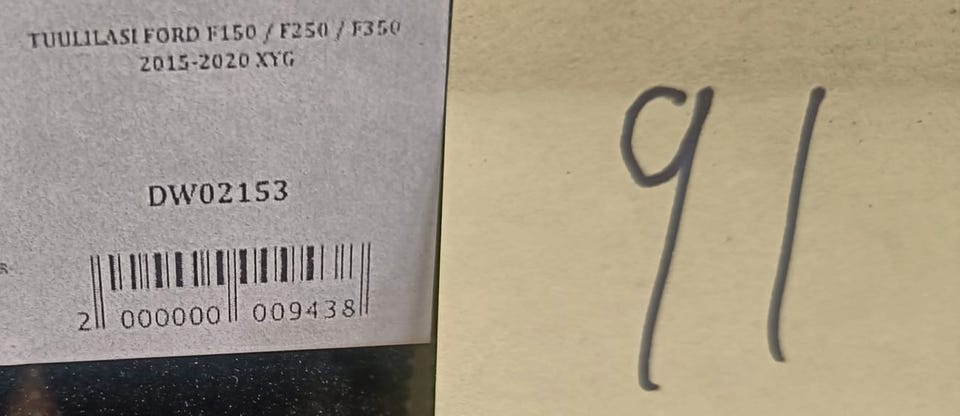 TUULILASI FORD F150 / F250 / F350
2015-2020 XYG
DW02153
2 000000 009438
91